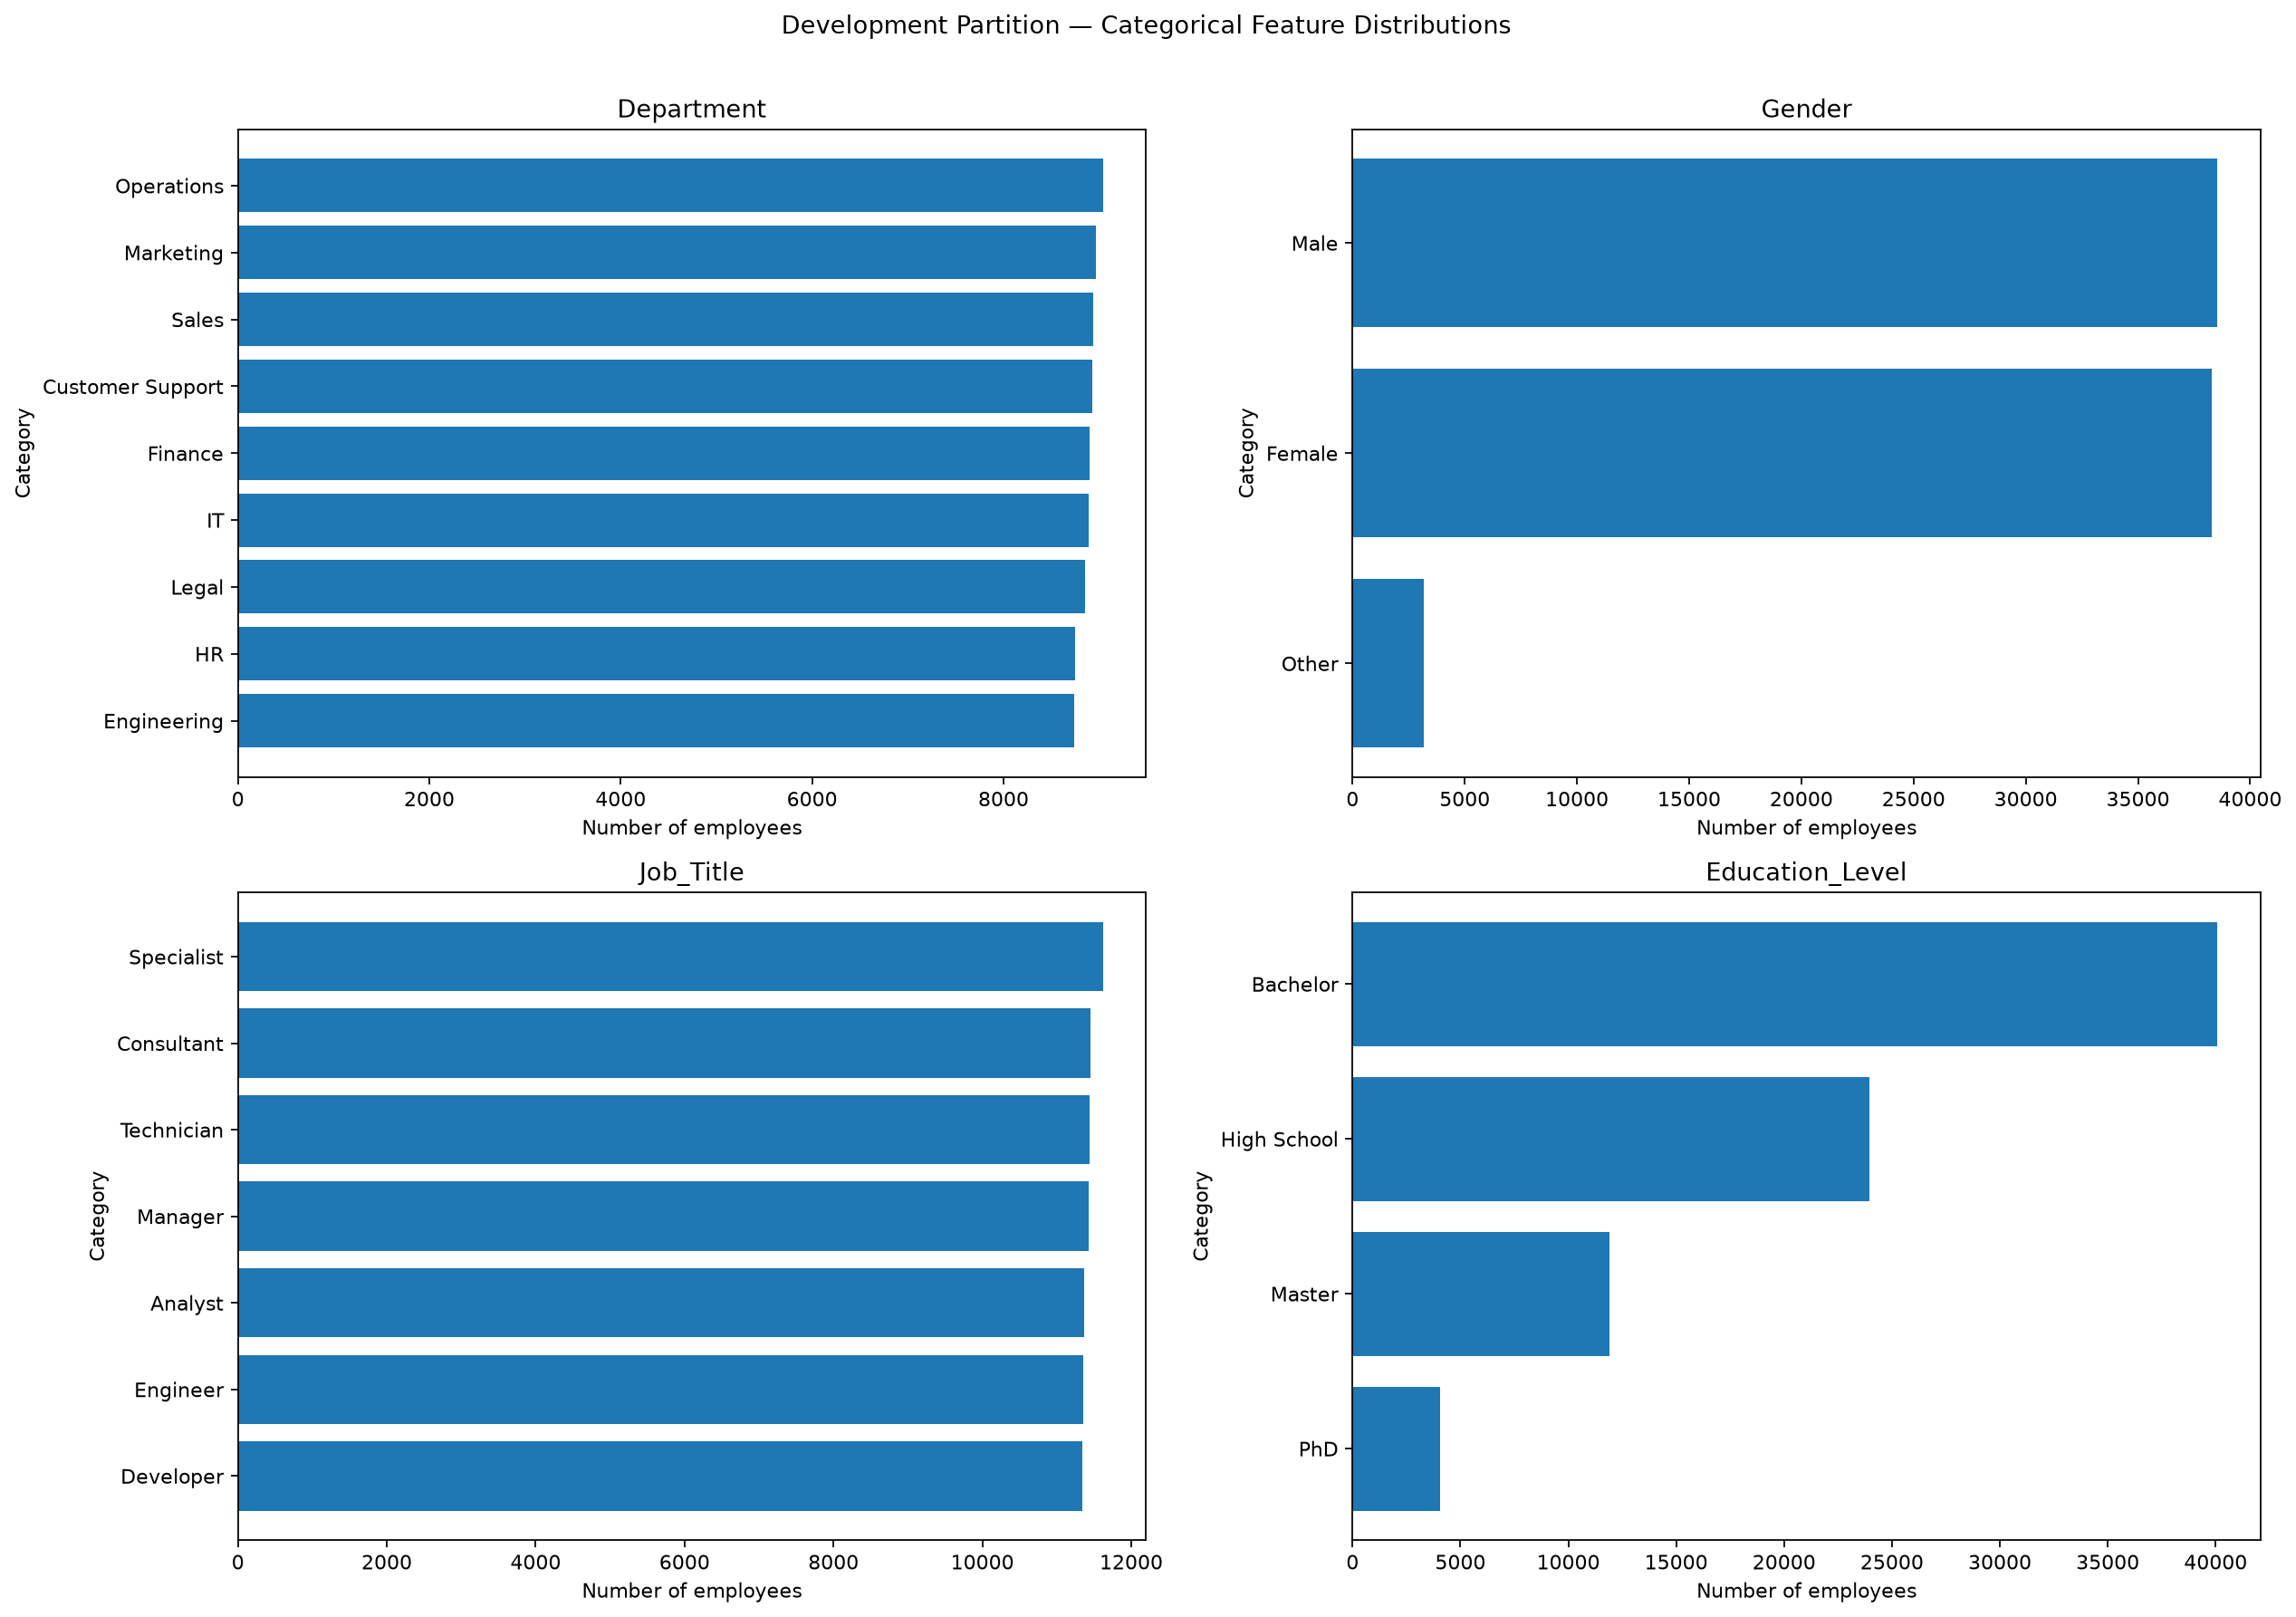 Development Partition — Categorical Feature Distributions
Department
Category
Operations
Marketing
Sales
Customer Support
Finance
IT
Legal
HR
Engineering
0 2000 4000 6000 8000
Number of employees
Gender
Category
Male
Female
Other
0 5000 10000 15000 20000 25000 30000 35000 40000
Number of employees
Job_Title
Category
Specialist
Consultant
Technician
Manager
Analyst
Engineer
Developer
0 2000 4000 6000 8000 10000 12000
Number of employees
Education_Level
Category
Bachelor
High School
Master
PhD
0 5000 10000 15000 20000 25000 30000 35000 40000
Number of employees